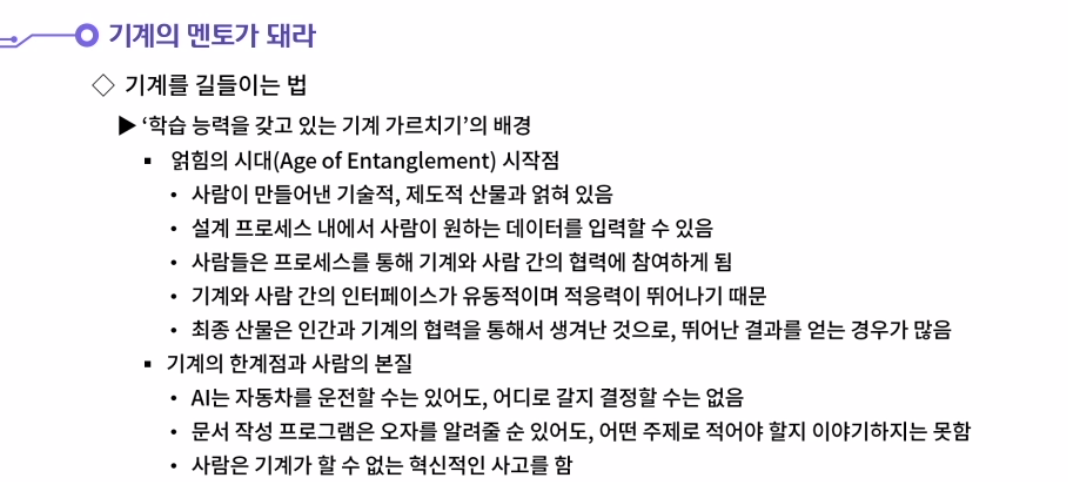 기계의 멘토가 돼라
◇ 기계를 길들이는 법
▶ ‘학습 능력을 갖고 있는 기계 가르치기’의 배경
▪ 얽힘의 시대(Age of Entanglement) 시작점
• 사람이 만들어낸 기술적, 제도적 산물과 얽혀 있음
• 설계 프로세스 내에서 사람이 원하는 데이터를 입력할 수 있음
• 사람들은 프로세스를 통해 기계와 사람 간의 협력에 참여하게 됨
• 기계와 사람 간의 인터페이스가 유동적이며 적응력이 뛰어나기 때문
• 최종 산물은 인간과 기계의 협력을 통해서 생겨난 것으로, 뛰어난 결과를 얻는 경우가 많음
▪ 기계의 한계점과 사람의 본질
• AI는 자동차를 운전할 수는 있어도, 어디로 갈지 결정할 수는 없음
• 문서 작성 프로그램은 오자를 알려줄 순 있어도, 어떤 주제로 적어야 할지 이야기하지는 못함
• 사람은 기계가 할 수 없는 혁신적인 사고를 함